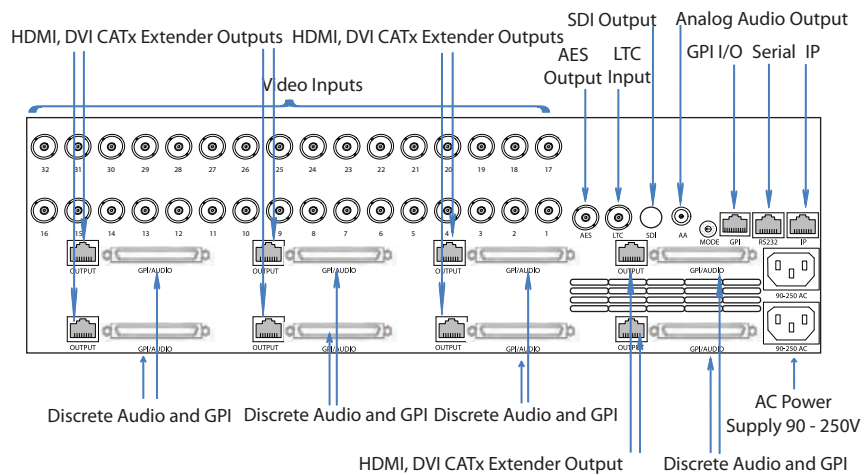 SDI Output Analog Audio Output
HDMI, DVI CATx Extender Outputs HDMI, DVI CATx Extender Outputs
AES Output
LTC Input
GPI I/O Serial IP
Video Inputs
32 31 30 29 28 27 26 25 24 23 22 21 20 19 18 17
16 15 14 13 12 11 10 9 8 7 6 5 4 3 2 1
AES LTC SDI AA MODE GPI RS232 IP
OUTPUT GPI/AUDIO OUTPUT GPI/AUDIO OUTPUT GPI/AUDIO OUTPUT GPI/AUDIO
90-250 AC
OUTPUT GPI/AUDIO OUTPUT GPI/AUDIO OUTPUT GPI/AUDIO OUTPUT GPI/AUDIO
90-250 AC
Discrete Audio and GPI Discrete Audio and GPI Discrete Audio and GPI
AC Power
Supply 90 - 250V
HDMI, DVI CATx Extender Output Discrete Audio and GPI